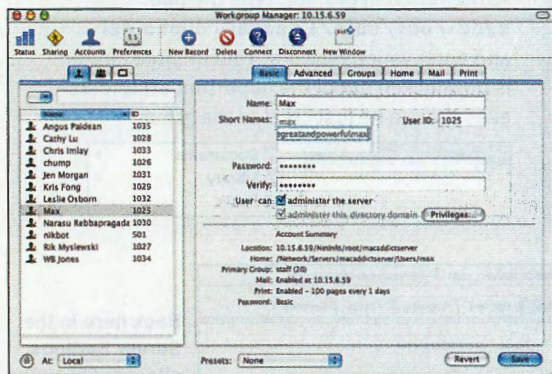 Workgroup Manager: 10.15.6.59
Status Sharing Accounts Preferences New Record Delete Connect Disconnect New Window
Basic Advanced Groups Home Mail Print
Name ID
Angus Paldean 1035
Cathy Lu 1028
Chris Imlay 1033
chump 1026
Jen Morgan 1031
Kris Fong 1029
Leslie Osborn 1032
Max 1025
Narasu Rebbapragada 1030
nikbot 501
Rik Myslewski 1027
WB Jones 1034
Name: Max
Short Names: max
egreatandpowerfulmax
User ID: 1025
Password: ••••••••
Verify: ••••••••
User can: administer the server
administer this directory domain Privileges...
Account Summary
Location: 10.15.6.59/NetInfo/root/macaddictserver
Home: /Network/Servers/macaddictserver/Users/max
Primary Group: staff (20)
Mail: Enabled at 10.15.6.59
Print: Enabled – 100 pages every 1 days
Password: Basic
At: Local
Presets: None
Revert Save